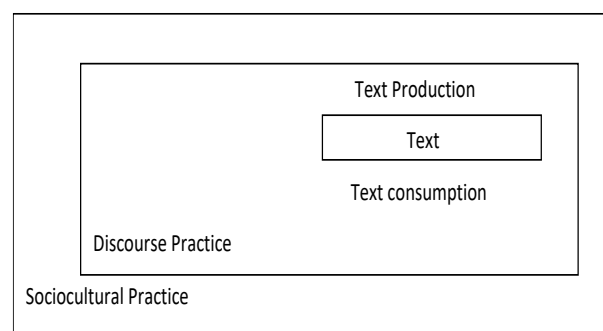 Text Production
Text
Text consumption
Discourse Practice
Sociocultural Practice